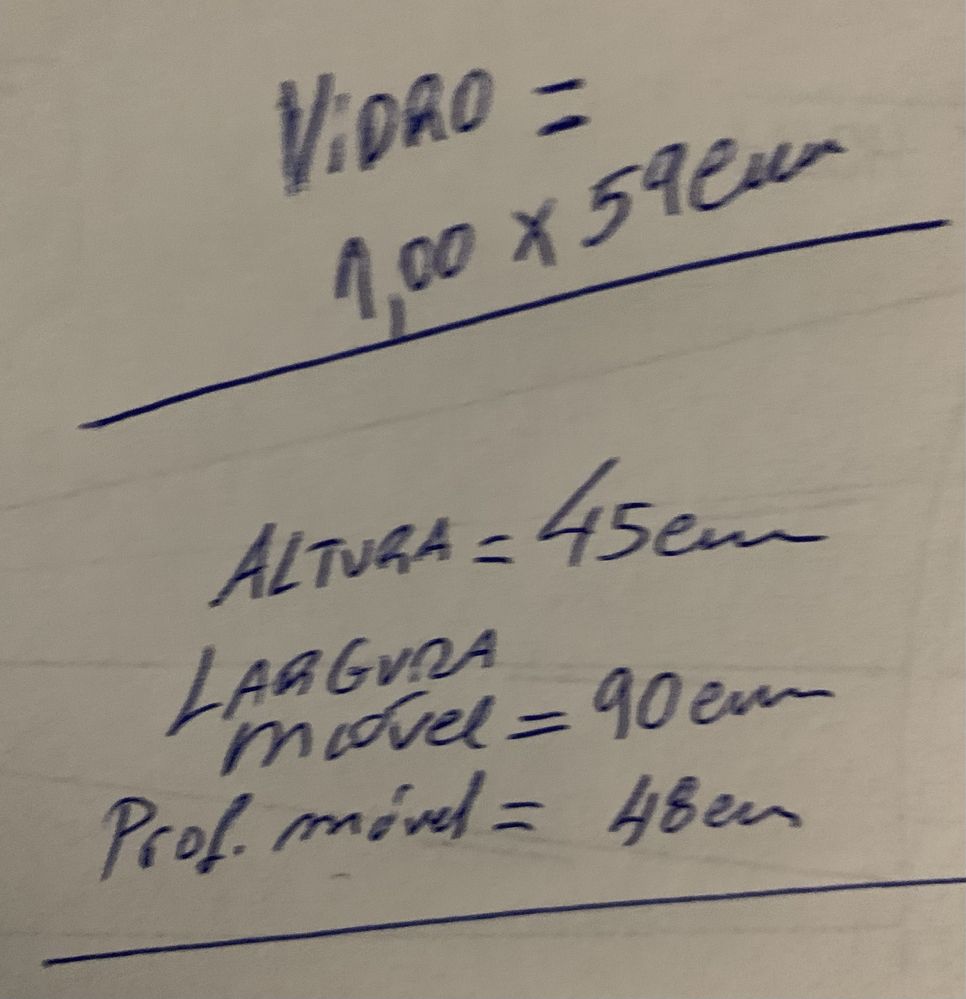 ViDRO =
1,00 x 59cm
ALTURA = 45cm
LARGURA
móvel = 90cm
Prof. móvel = 48cm